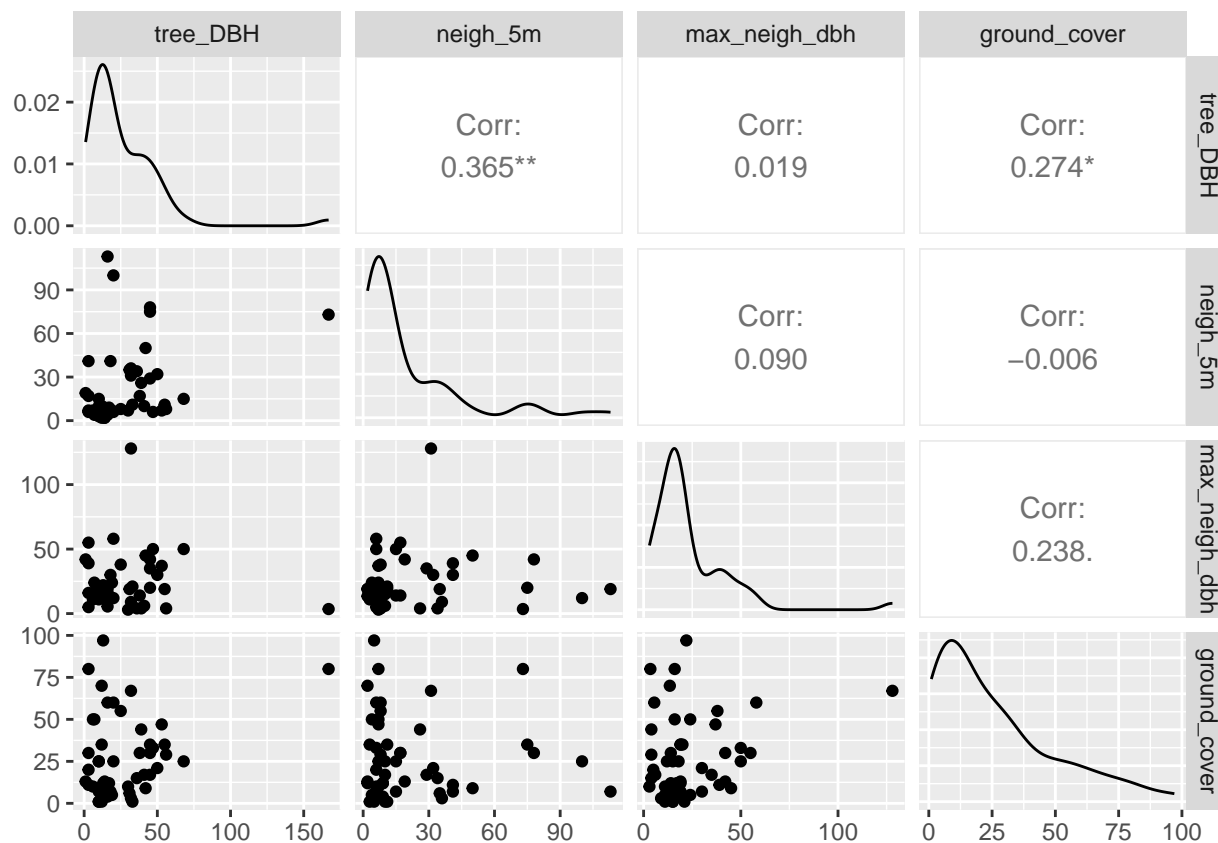 tree_DBH neigh_5m max_neigh_dbh ground_cover
0.02
0.01
0.00
Corr:
0.365**
Corr:
0.019
Corr:
0.274*
tree_DBH
90
60
30
0
Corr:
0.090
Corr:
−0.006
neigh_5m
100
50
0
Corr:
0.238.
max_neigh_dbh
100
75
50
25
0
ground_cover
0 50 100 150 0 30 60 90 0 50 100 0 25 50 75 100